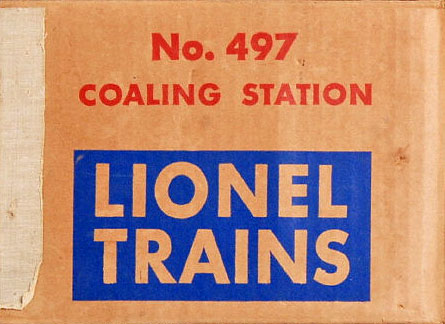 No. 497
COALING STATION
LIONEL
TRAINS